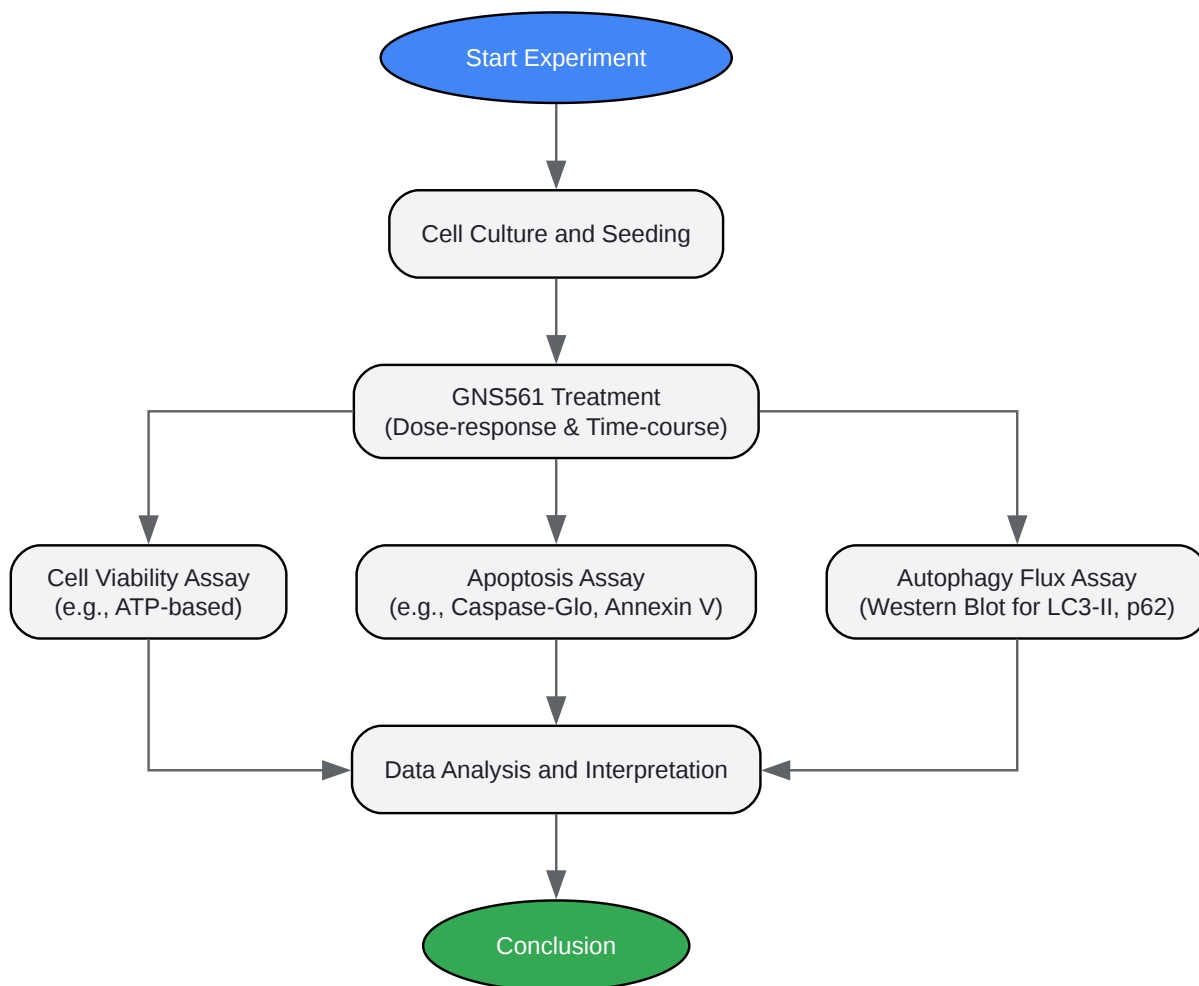 Start Experiment
Cell Culture and Seeding
GNS561 Treatment
(Dose-response & Time-course)
Cell Viability Assay
(e.g., ATP-based)
Apoptosis Assay
(e.g., Caspase-Glo, Annexin V)
Autophagy Flux Assay
(Western Blot for LC3-II, p62)
Data Analysis and Interpretation
Conclusion